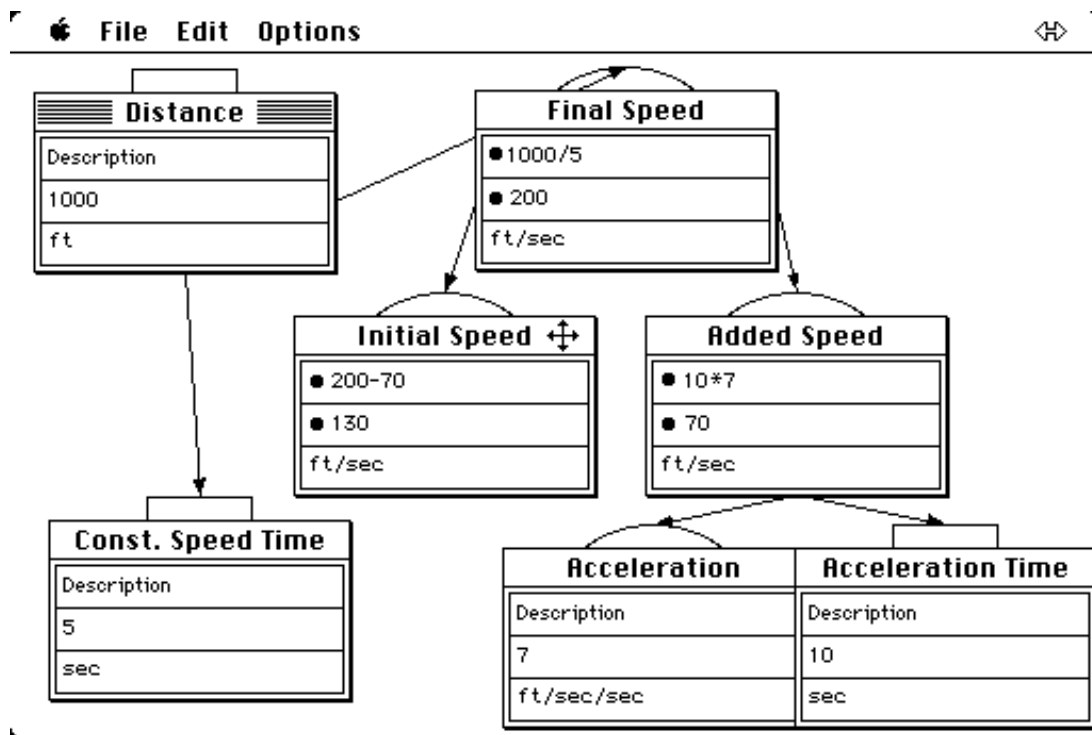 File Edit Options
Distance
Description
1000
ft
Final Speed
●1000/5
● 200
ft/sec
Initial Speed
● 200-70
● 130
ft/sec
Added Speed
● 10*7
● 70
ft/sec
Const. Speed Time
Description
5
sec
Acceleration
Description
7
ft/sec/sec
Acceleration Time
Description
10
sec